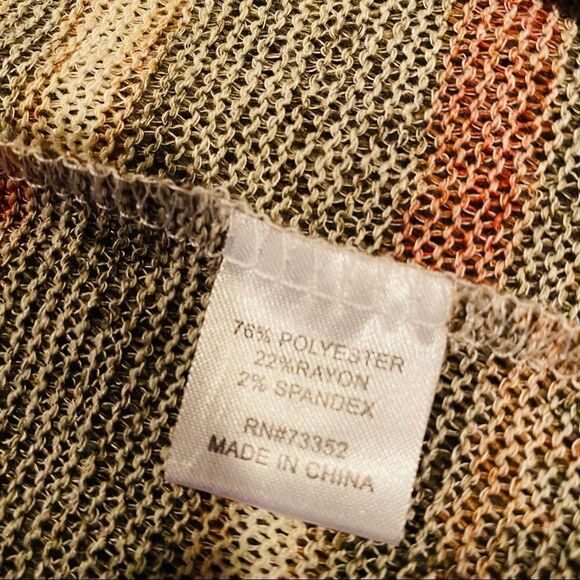 76% POLYESTER
22%RAYON
2% SPANDEX
RN#73352
MADE IN CHINA